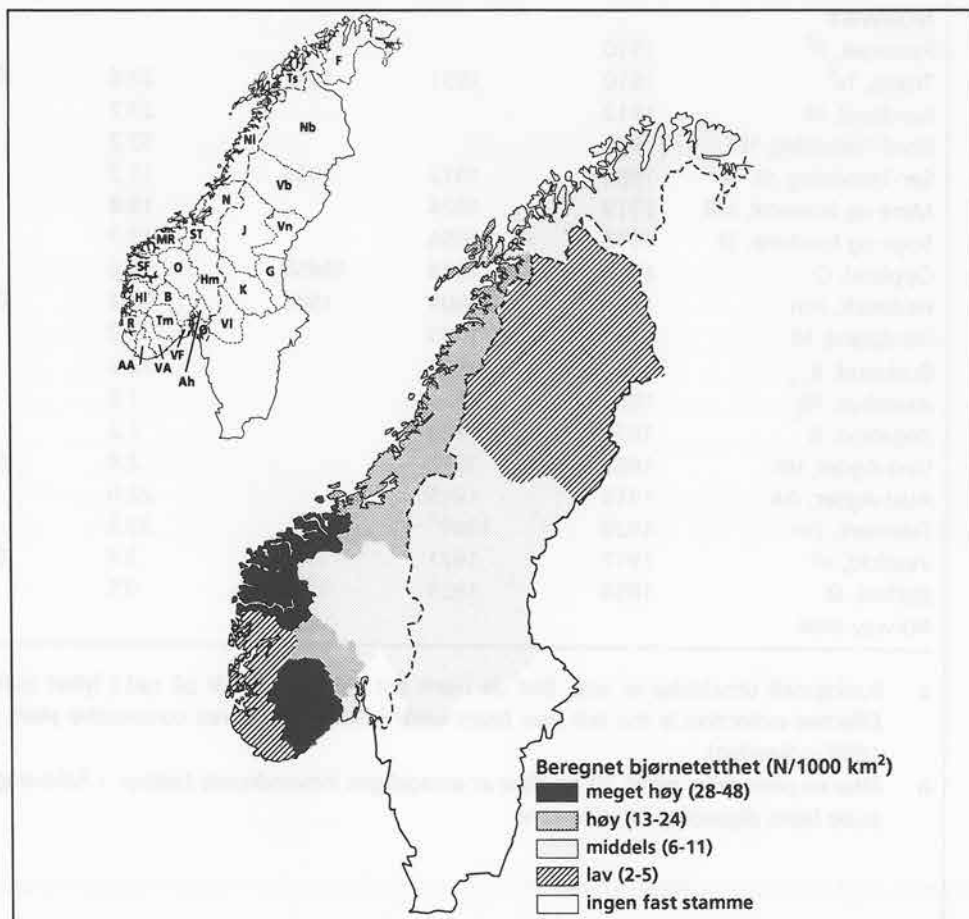 F
Ts
Nb
Nl
Vb
N
Vn
J
ST
MR
SF
O
G
Hm
K
Hl
B
R
Tm
Ø
Vl
VF
AA
VA
Ah
Beregnet bjørnetetthet (N/1000 km²)
meget høy (28-48)
høy (13-24)
middels (6-11)
lav (2-5)
ingen fast stamme